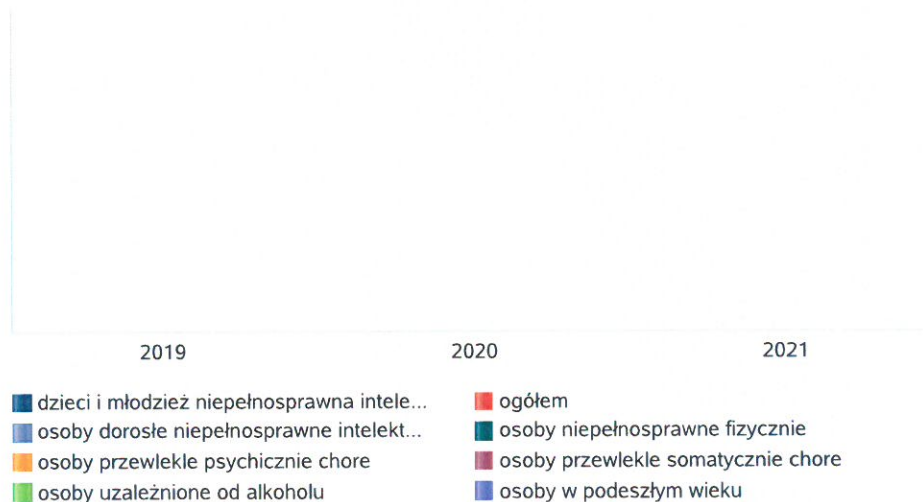 2019 2020 2021
dzieci i młodzież niepełnosprawna intele... ogółem
osoby dorosłe niepełnosprawne intelekt... osoby niepełnosprawne fizycznie
osoby przewlekle psychicznie chore osoby przewlekle somatycznie chore
osoby uzależnione od alkoholu osoby w podeszłym wieku